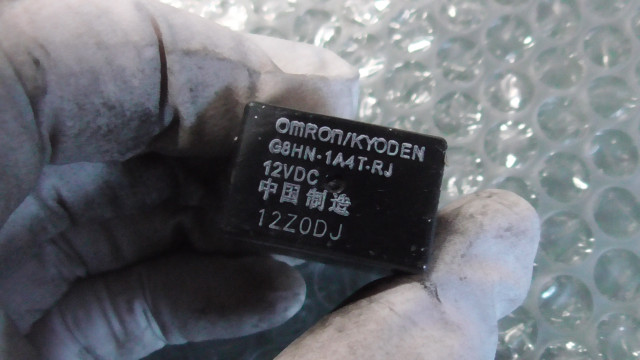 OMRON/KYODEN
G8HN-1A4T-RJ
12VDC
中国制造
12Z0DJ